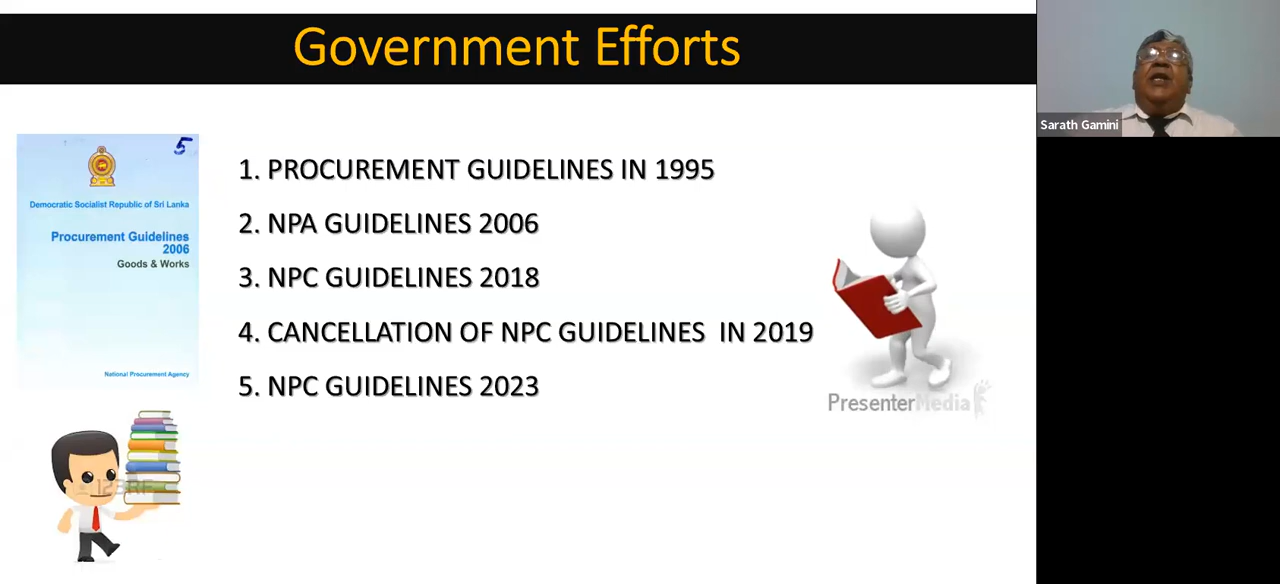 Government Efforts
Sarath Gamini
5
Democratic Socialist Republic of Sri Lanka
Procurement Guidelines
2006
Goods & Works
National Procurement Agency
1. PROCUREMENT GUIDELINES IN 1995
2. NPA GUIDELINES 2006
3. NPC GUIDELINES 2018
4. CANCELLATION OF NPC GUIDELINES IN 2019
5. NPC GUIDELINES 2023
PresenterMedia
123RF